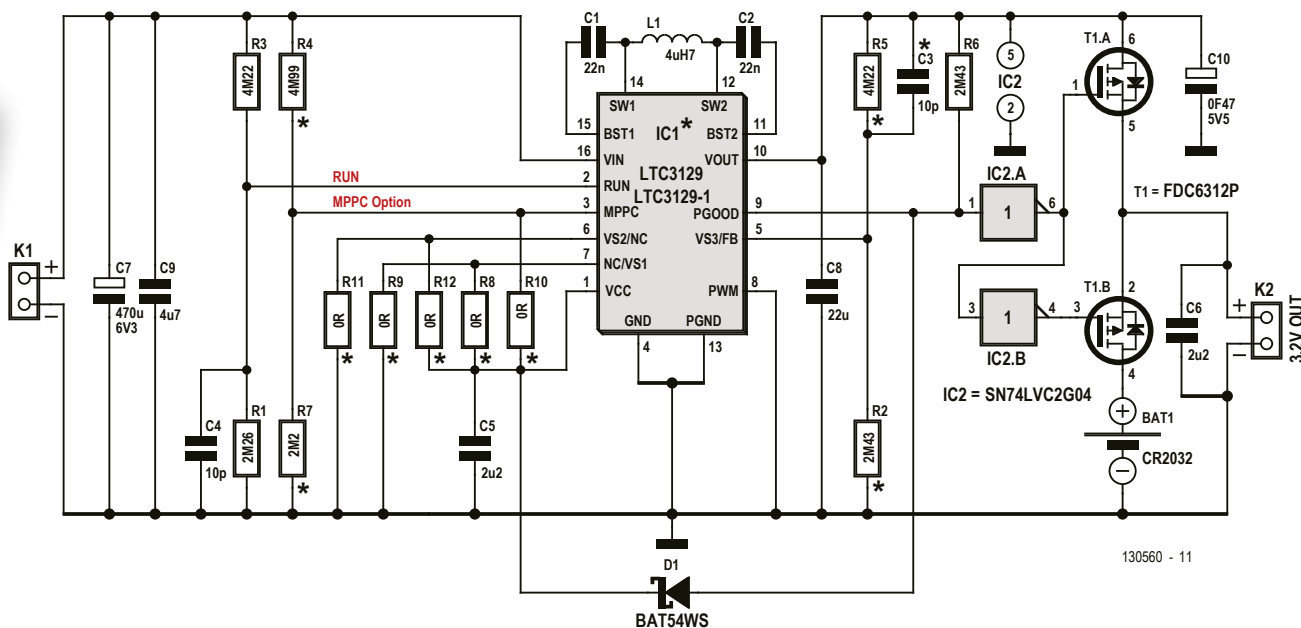 C1
L1
C2
22n
4uH7
22n
R3
4M22
R4
4M99
*
R5
4M22
*
*
C3
10p
R6
2M43
5
IC2
2
T1.A
6
1
5
C10
0F47
5V5
14
12
SW1
SW2
15
BST1
IC1*
BST2
11
16
VIN
VOUT
10
LTC3129
LTC3129-1
RUN
2
RUN
MPPC Option
3
MPPC
PGOOD
9
6
VS2/NC
VS3/FB
5
7
NC/VS1
1
VCC
PWM
8
GND
PGND
4
13
IC2.A
1
1
6
T1 = FDC6312P
K1
+
–
C7
470u
6V3
C9
4u7
R11
0R
*
R9
0R
*
R12
0R
*
R8
0R
*
R10
0R
*
C8
22u
T1.B
2
3
1
4
3
IC2.B
4
C6
2u2
K2
+
–
3.2V OUT
IC2 = SN74LVC2G04
C4
10p
R1
2M26
R7
2M2
*
C5
2u2
R2
2M43
*
+
BAT1
CR2032
–
D1
BAT54WS
130560 - 11